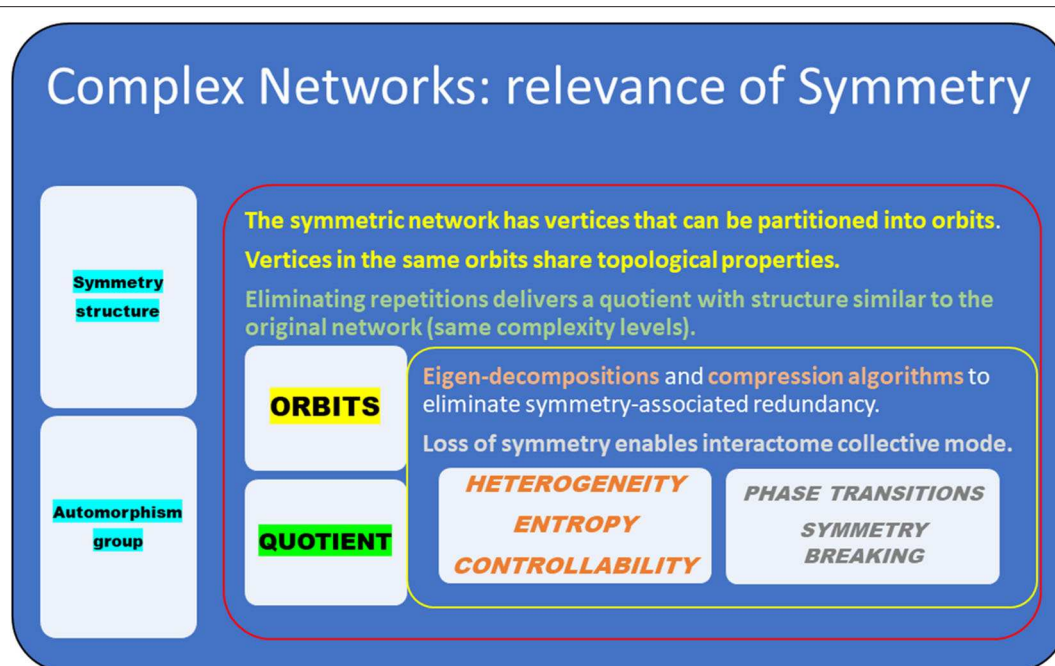 Complex Networks: relevance of Symmetry
Symmetry
structure
Automorphism
group
The symmetric network has vertices that can be partitioned into orbits.
Vertices in the same orbits share topological properties.
Eliminating repetitions delivers a quotient with structure similar to the
original network (same complexity levels).
ORBITS
QUOTIENT
Eigen-decompositions and compression algorithms to
eliminate symmetry-associated redundancy.
Loss of symmetry enables interactome collective mode.
HETEROGENEITY
ENTROPY
CONTROLLABILITY
PHASE TRANSITIONS
SYMMETRY
BREAKING